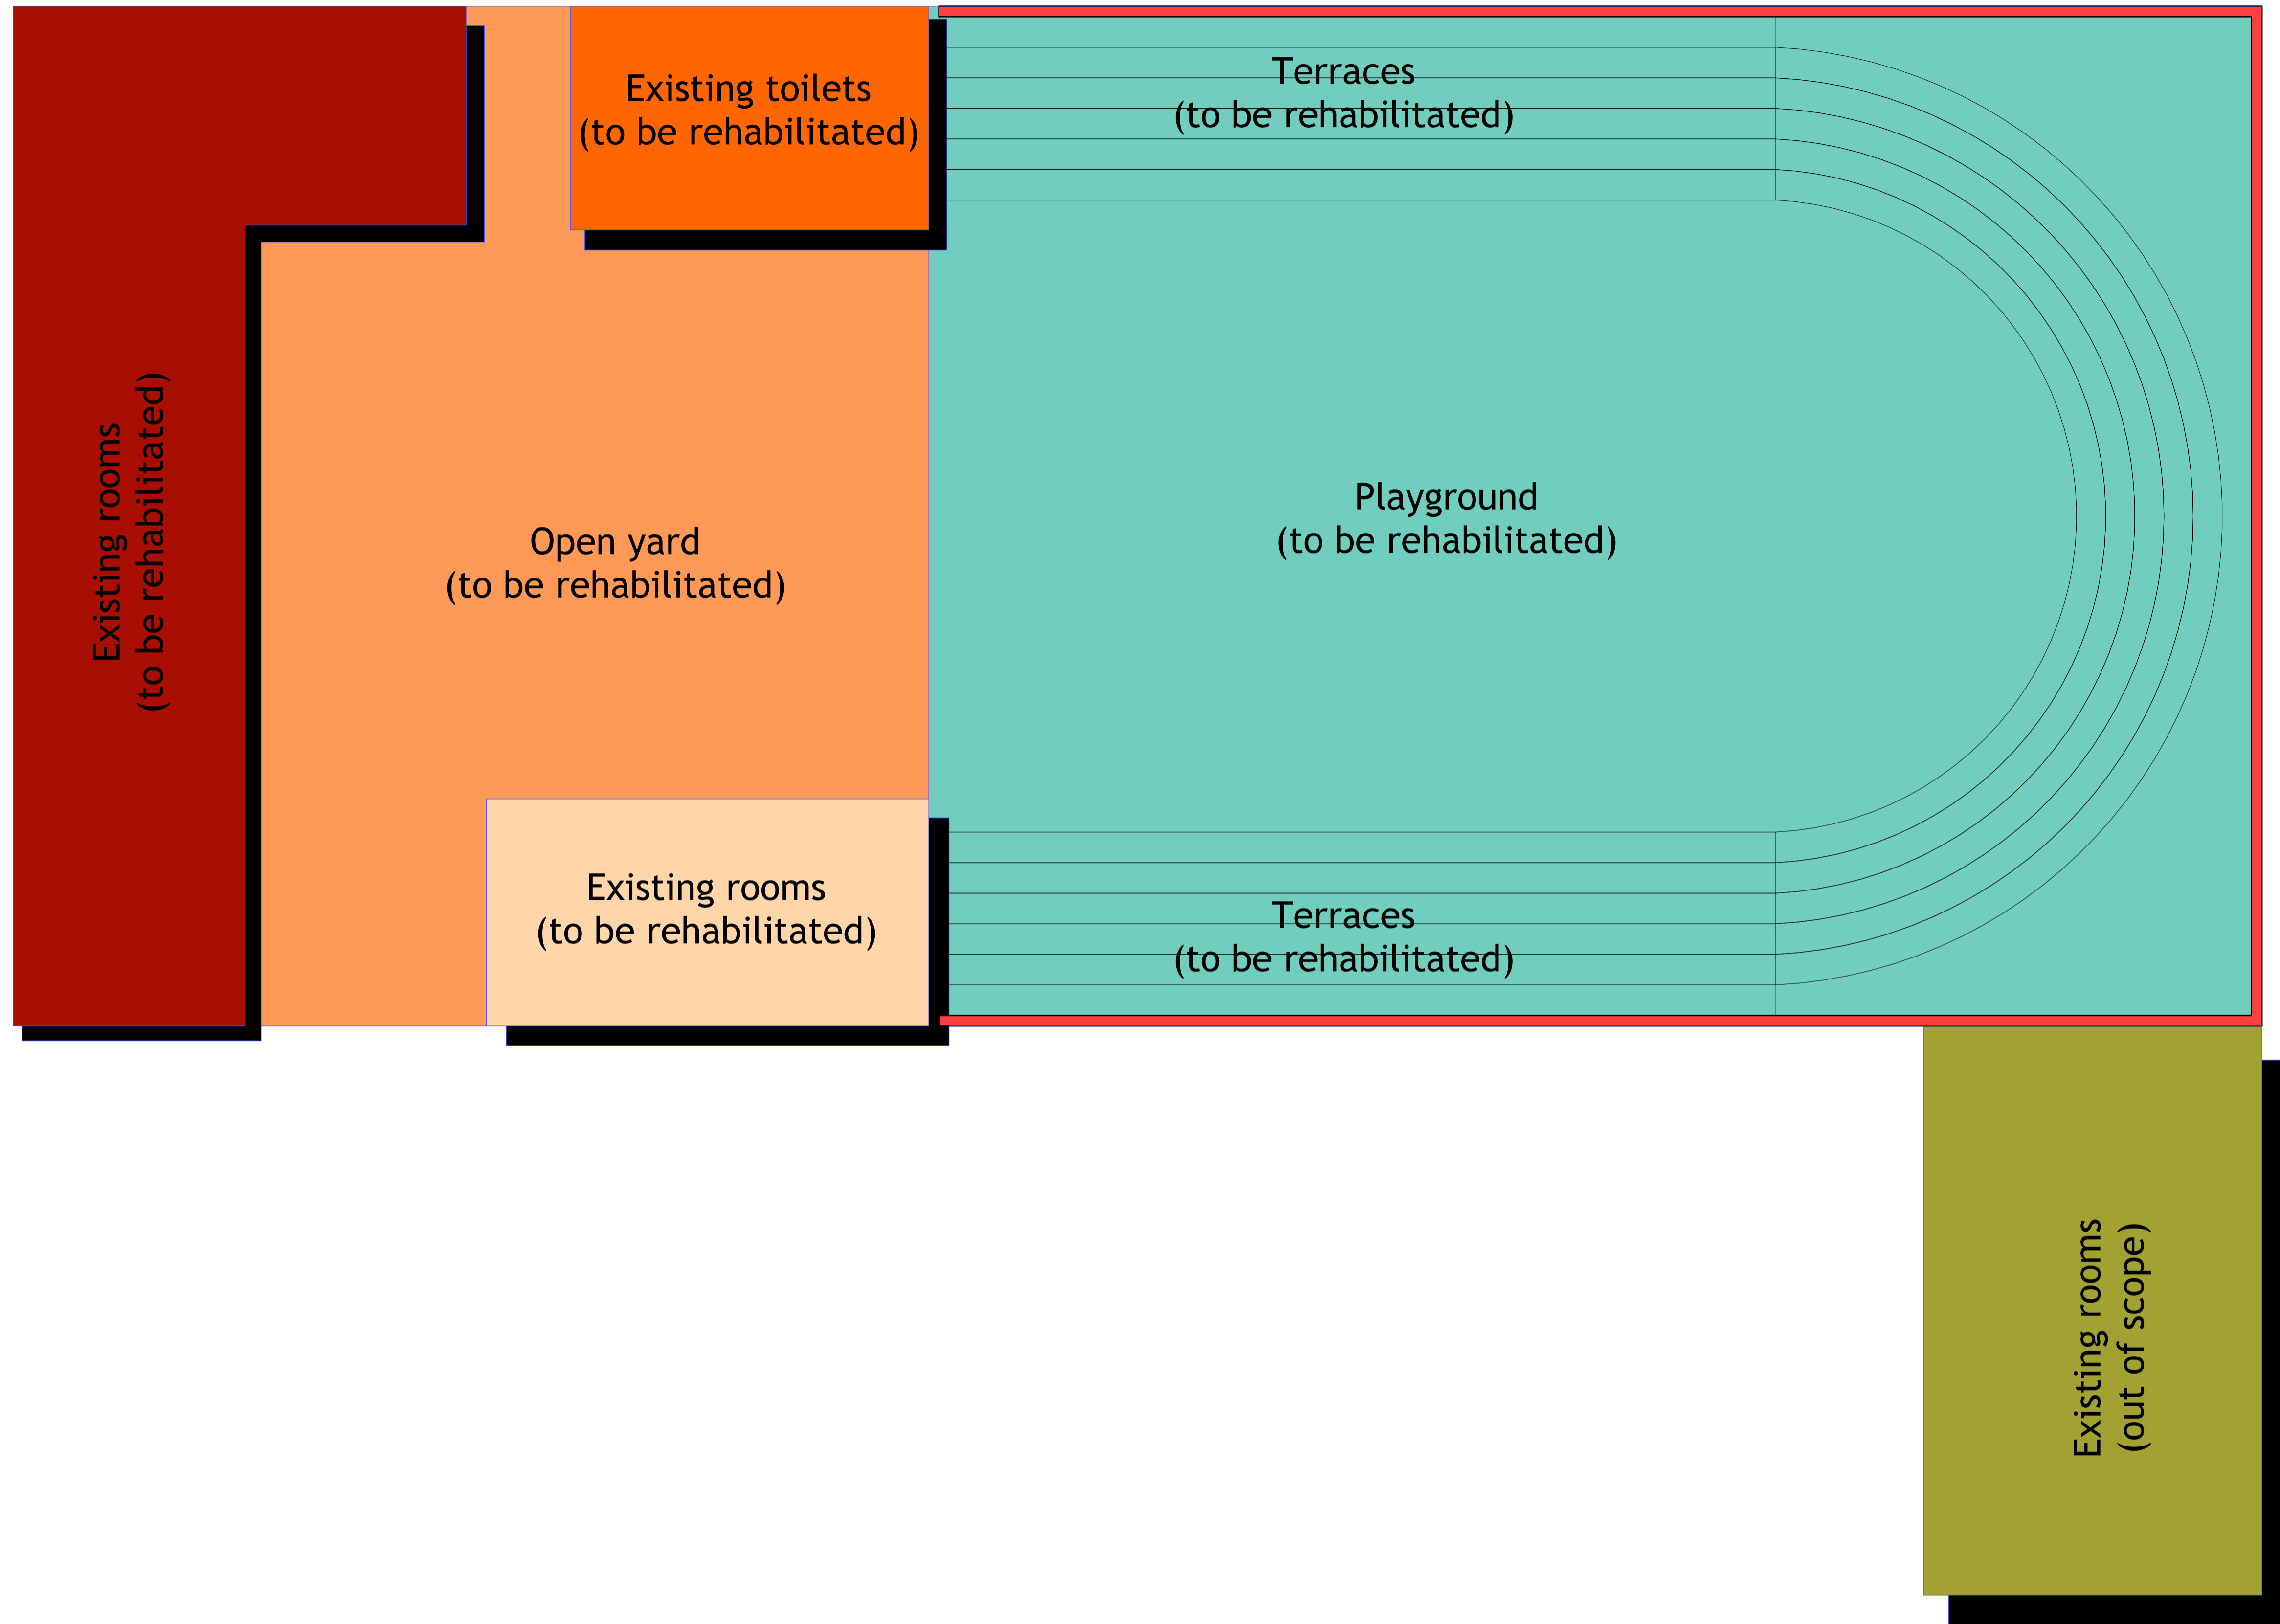 Existing toilets
(to be rehabilitated)
Terraces
(to be rehabilitated)
Existing rooms
(to be rehabilitated)
Open yard
(to be rehabilitated)
Playground
(to be rehabilitated)
Existing rooms
(to be rehabilitated)
Terraces
(to be rehabilitated)
Existing rooms
(out of scope)